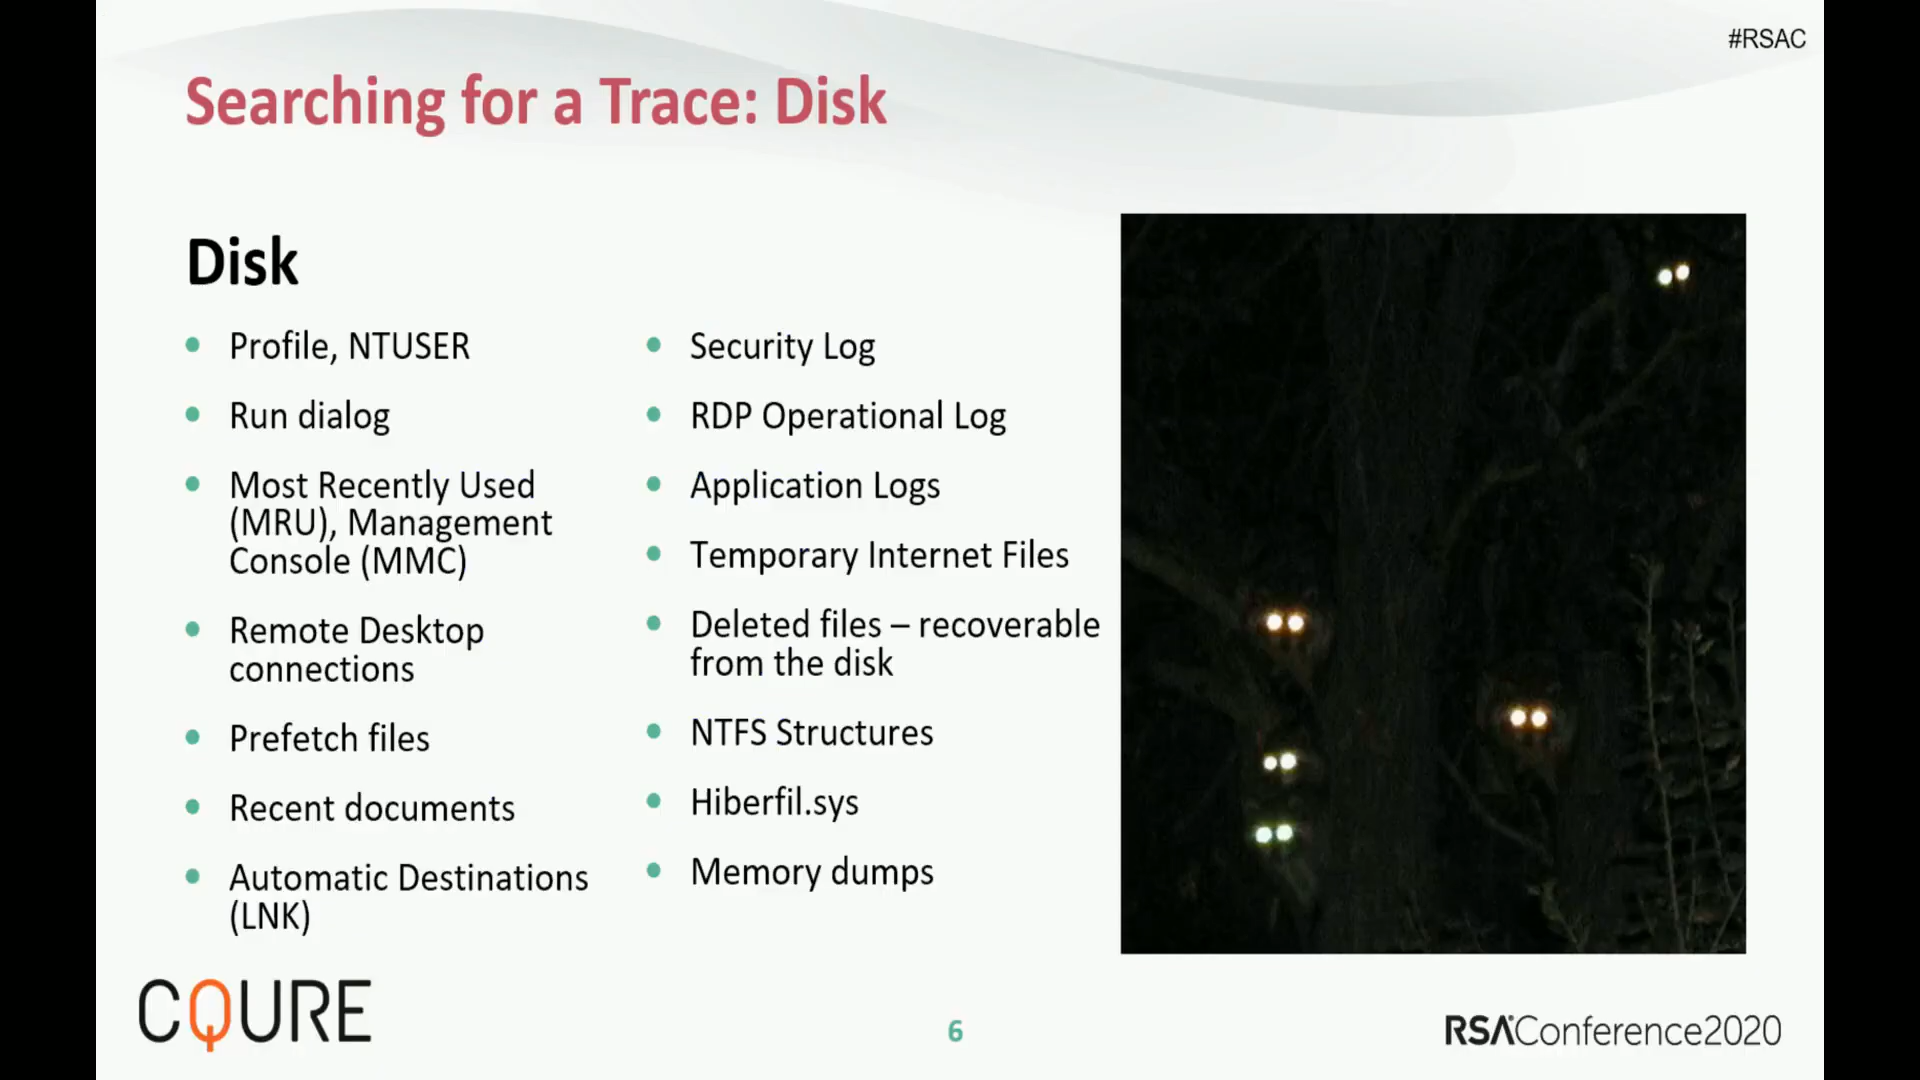 #RSAC
Searching for a Trace: Disk
Disk
• Profile, NTUSER
• Run dialog
• Most Recently Used
(MRU), Management
Console (MMC)
• Remote Desktop
connections
• Prefetch files
• Recent documents
• Automatic Destinations
(LNK)
• Security Log
• RDP Operational Log
• Application Logs
• Temporary Internet Files
• Deleted files – recoverable
from the disk
• NTFS Structures
• Hiberfil.sys
• Memory dumps
CQURE
6
RSAConference2020